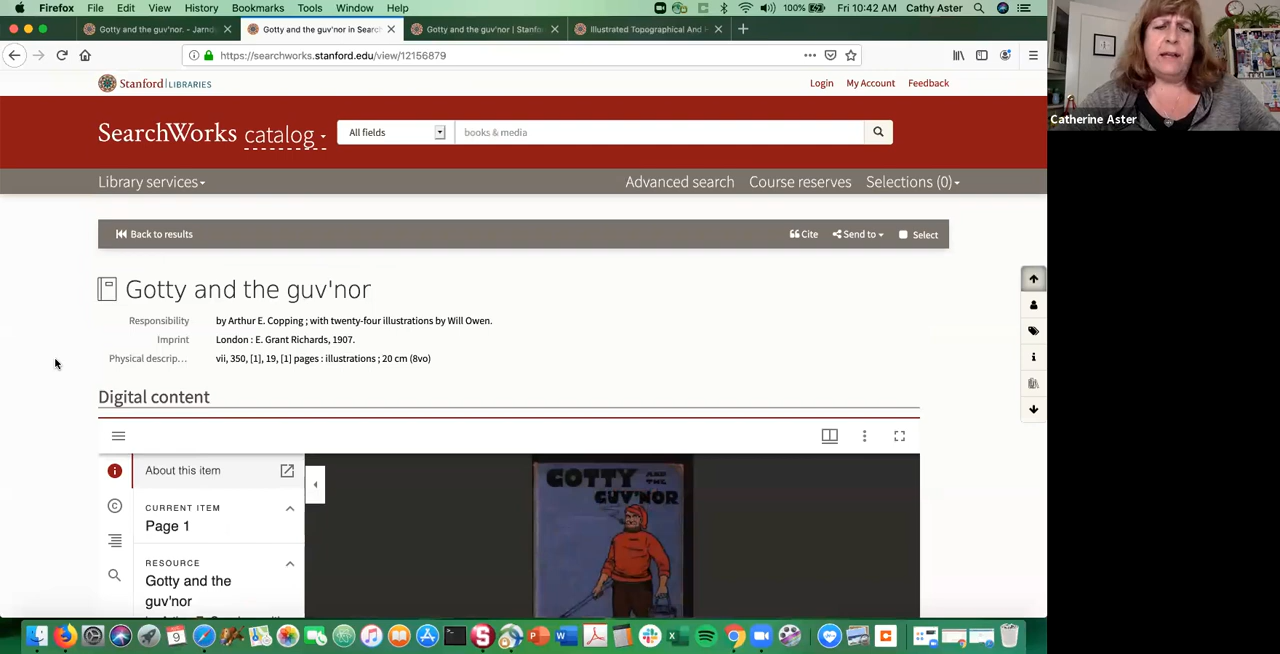 Firefox File Edit View History Bookmarks Tools Window Help 100% Fri 10:42 AM Cathy Aster
Gotty and the guv'nor. - Jarnd Gotty and the guv'nor in Searc Gotty and the guv'nor | Stanf Illustrated Topographical And H
https://searchworks.stanford.edu/view/12156879
Stanford | LIBRARIES Login My Account Feedback
SearchWorks catalog All fields books & media
Library services Advanced search Course reserves Selections (0)
Back to results Cite Send to Select
Gotty and the guv'nor
Responsibility by Arthur E. Copping ; with twenty-four illustrations by Will Owen.
Imprint London : E. Grant Richards, 1907.
Physical descrip... vii, 350, [1], 19, [1] pages : illustrations ; 20 cm (8vo)
Digital content
About this item
CURRENT ITEM
Page 1
RESOURCE
Gotty and the
guv'nor
GOTTY AND THE
GUV'NOR
Catherine Aster